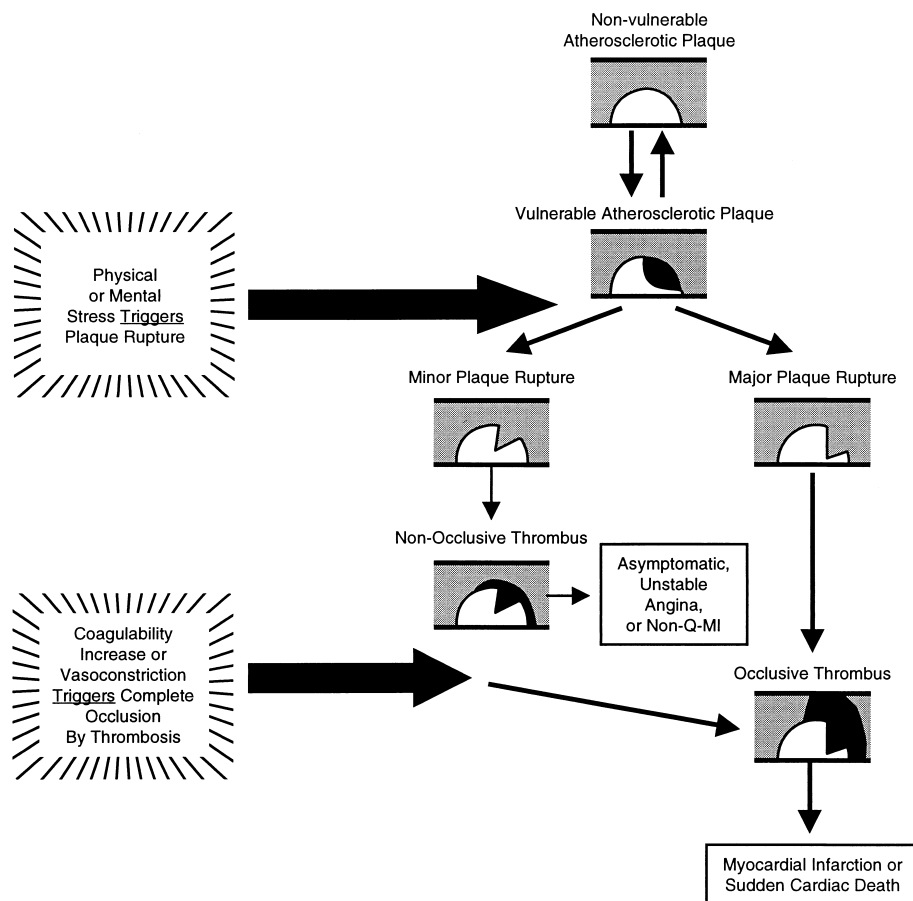 Non-vulnerable
Atherosclerotic Plaque
Vulnerable Atherosclerotic Plaque
Physical
or Mental
Stress Triggers
Plaque Rupture
Minor Plaque Rupture
Major Plaque Rupture
Non-Occlusive Thrombus
Asymptomatic,
Unstable
Angina,
or Non-Q-MI
Coagulability
Increase or
Vasoconstriction
Triggers Complete
Occlusion
By Thrombosis
Occlusive Thrombus
Myocardial Infarction or
Sudden Cardiac Death